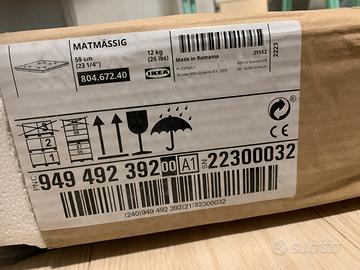 MATMÄSSIG
59 cm
(23 1/4")
12 kg
(26 lbs)
Made in Romania
21552
2223
804.672.40
IKEA
PNC 949 492 392 00 A1 SN 22300032
(240)949 492 392(21)22300032
subito